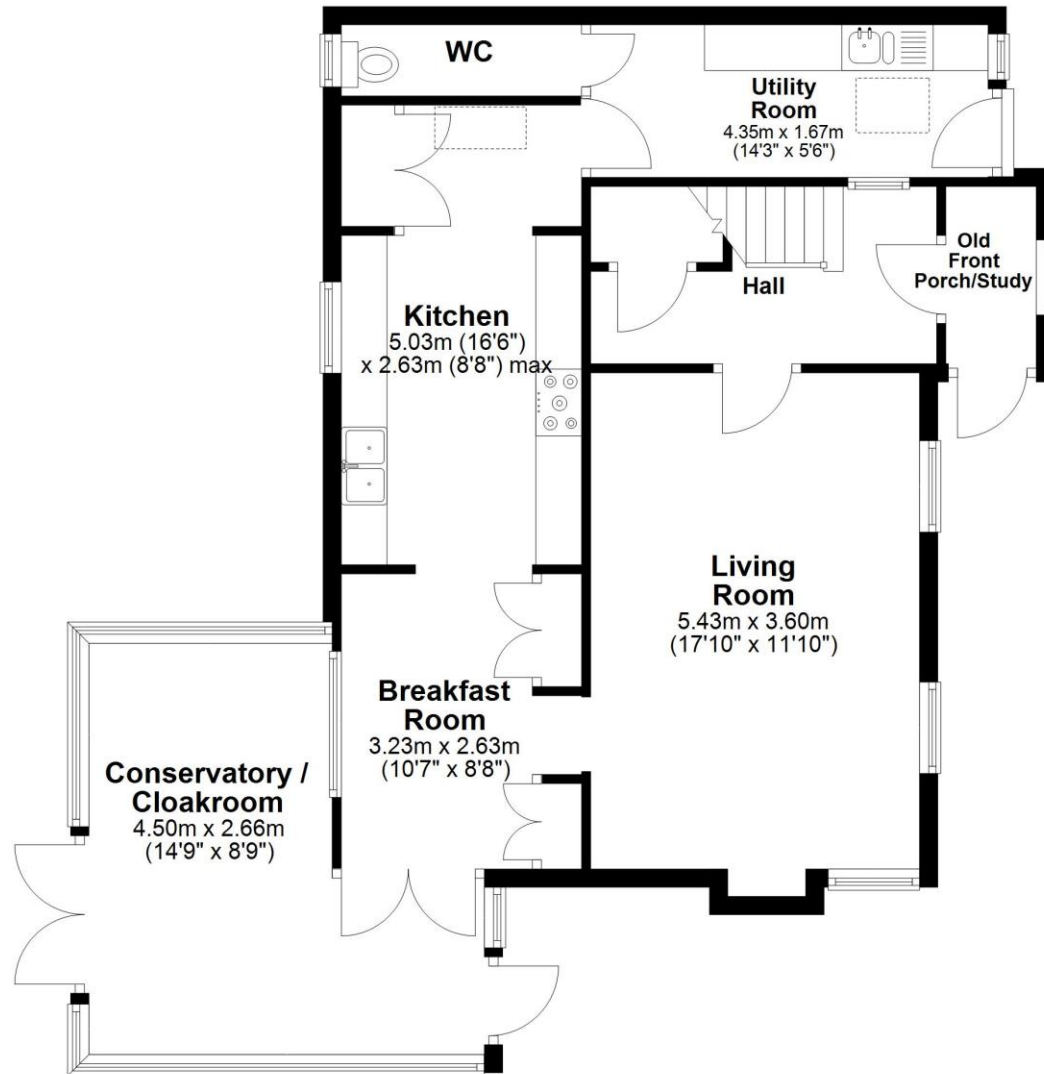 WC
Utility
Room
4.35m x 1.67m
(14'3" x 5'6")
Old
Front
Porch/Study
Hall
Kitchen
5.03m (16'6")
x 2.63m (8'8") max
Living
Room
5.43m x 3.60m
(17'10" x 11'10")
Breakfast
Room
3.23m x 2.63m
(10'7" x 8'8")
Conservatory /
Cloakroom
4.50m x 2.66m
(14'9" x 8'9")